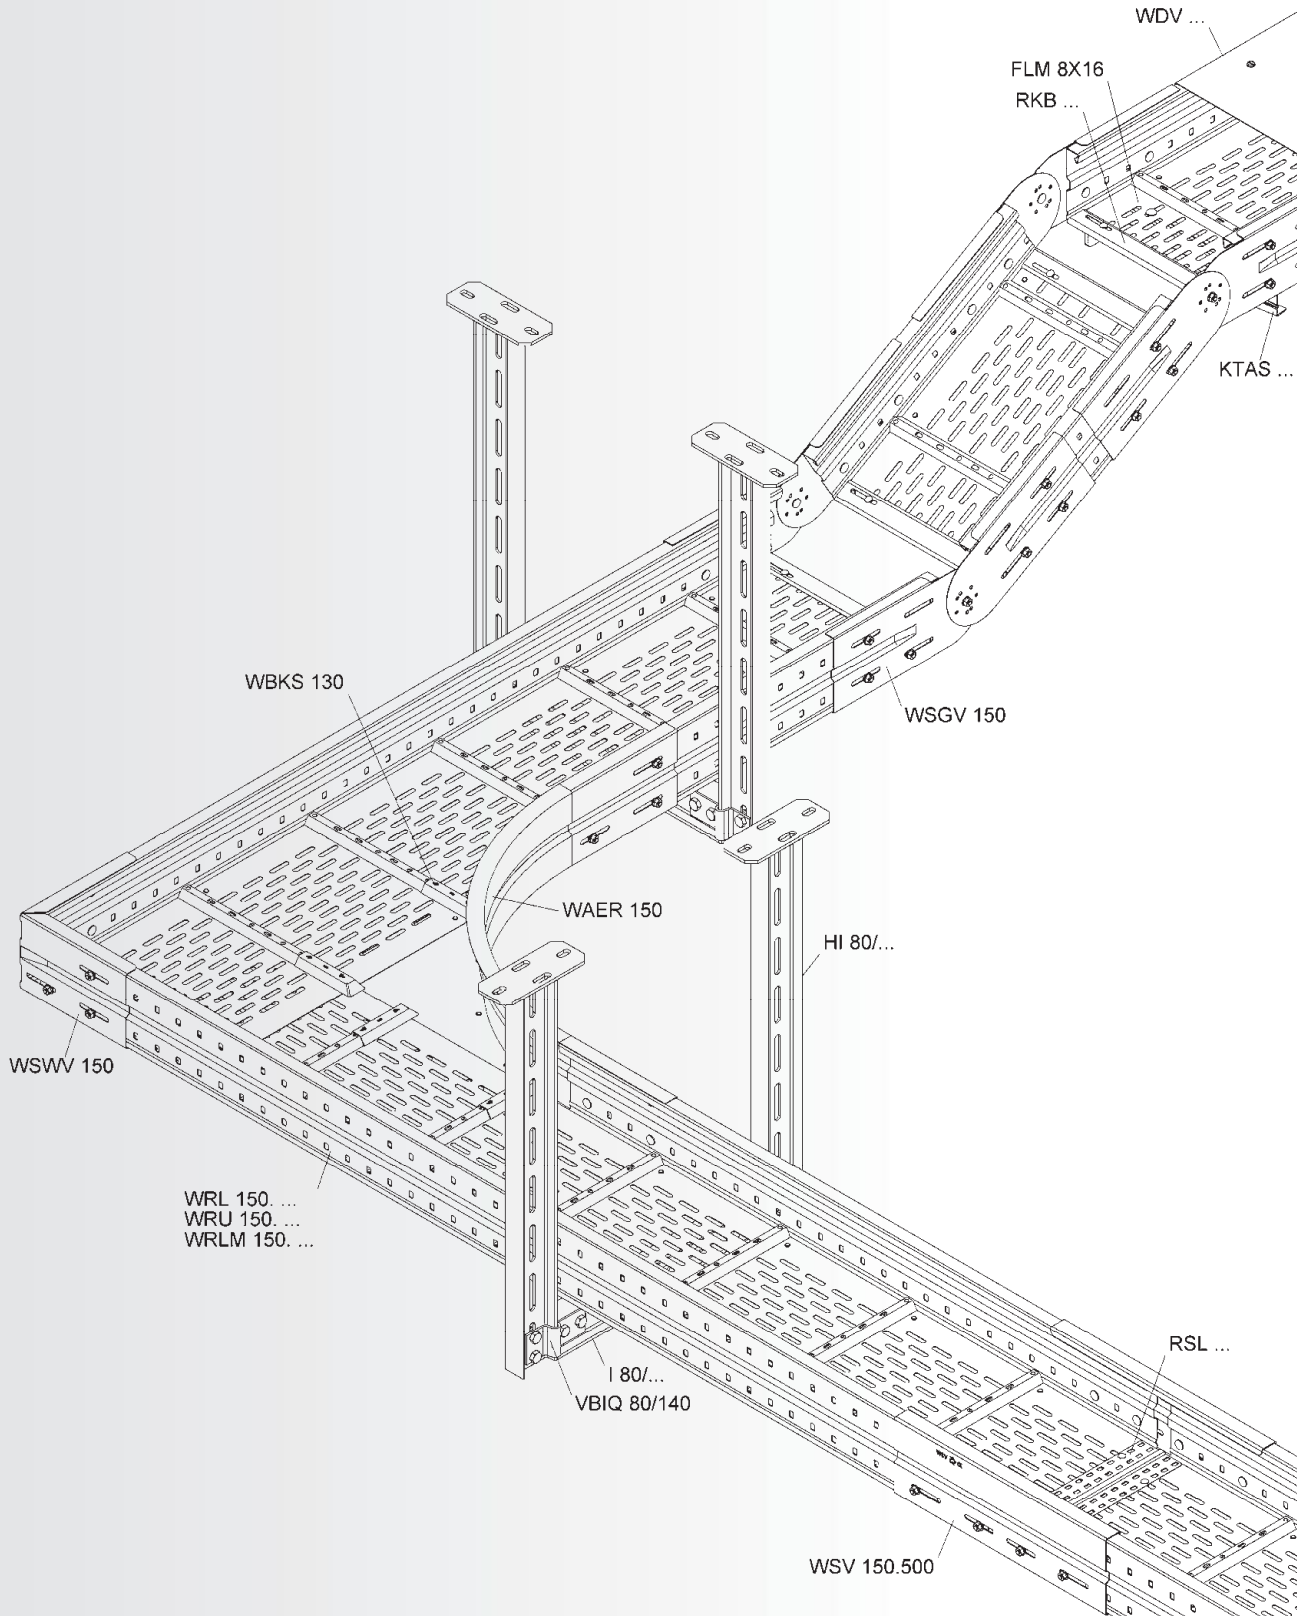 WDV ...
FLM 8X16
RKB ...
KTAS ...
WBKS 130
WSGV 150
WAER 150
HI 80/...
WSWV 150
WRL 150. ...
WRU 150. ...
WRLM 150. ...
RSL ...
I 80/...
VBIQ 80/140
WSV 150.500